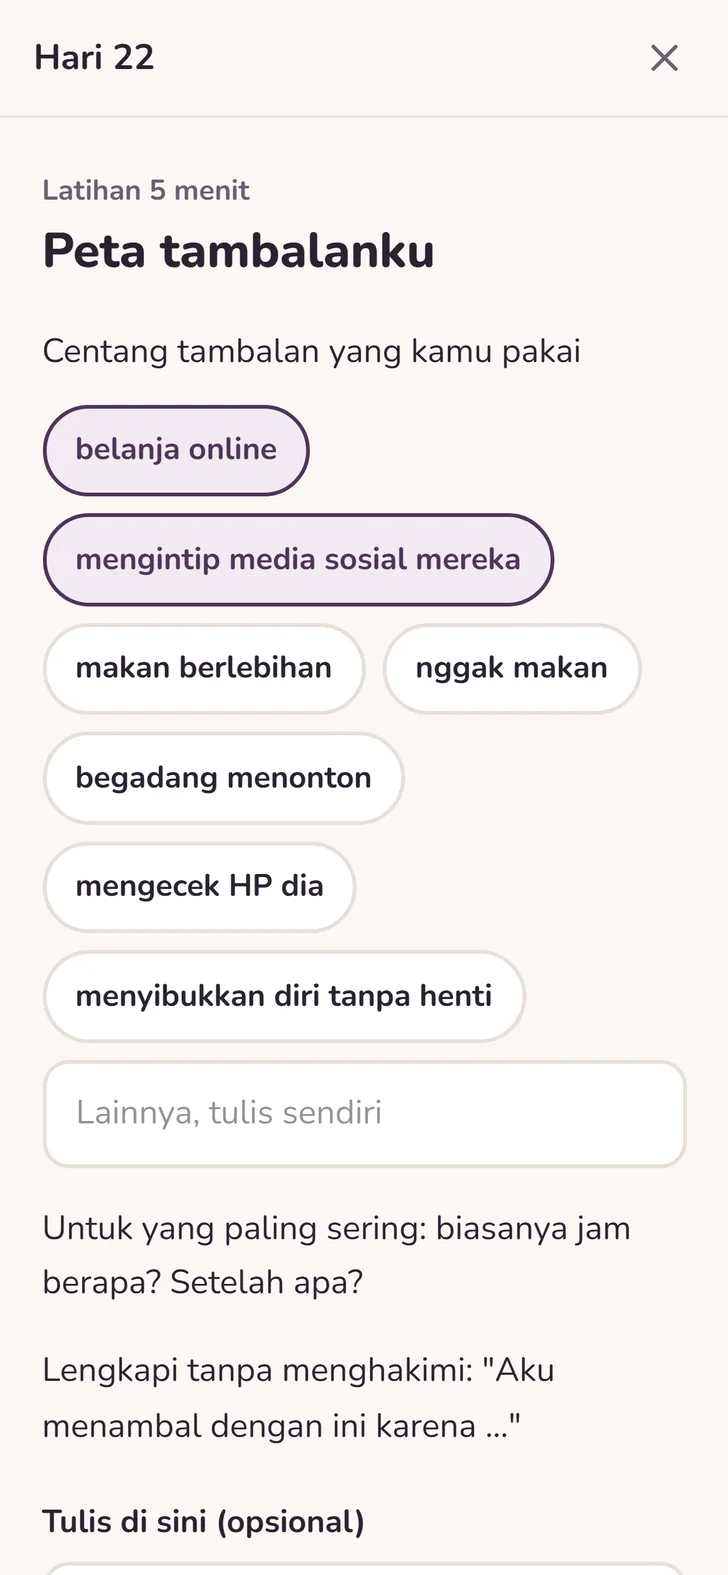 Hari 22
Latihan 5 menit
Peta tambalanku
Centang tambalan yang kamu pakai
belanja online
mengintip media sosial mereka
makan berlebihan
nggak makan
begadang menonton
mengecek HP dia
menyibukkan diri tanpa henti
Lainnya, tulis sendiri
Untuk yang paling sering: biasanya jam
berapa? Setelah apa?
Lengkapi tanpa menghakimi: "Aku
menambal dengan ini karena ..."
Tulis di sini (opsional)